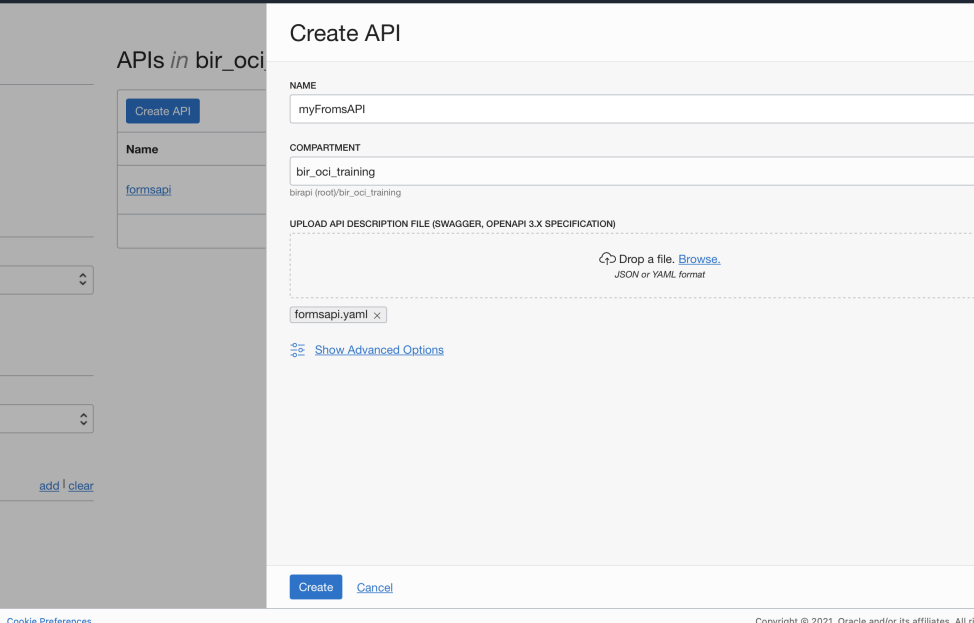 Create API
APIs in bir_oci_
NAME
Create API
myFromsAPI
Name
COMPARTMENT
bir_oci_training
formsapi
birapi (root)/bir_oci_training
UPLOAD API DESCRIPTION FILE (SWAGGER, OPENAPI 3.X SPECIFICATION)
Drop a file. Browse.
JSON or YAML format
formsapi.yaml ×
Show Advanced Options
add | clear
Create Cancel
Cookie Preferences
Copyright © 2021, Oracle and/or its affiliates. All ri